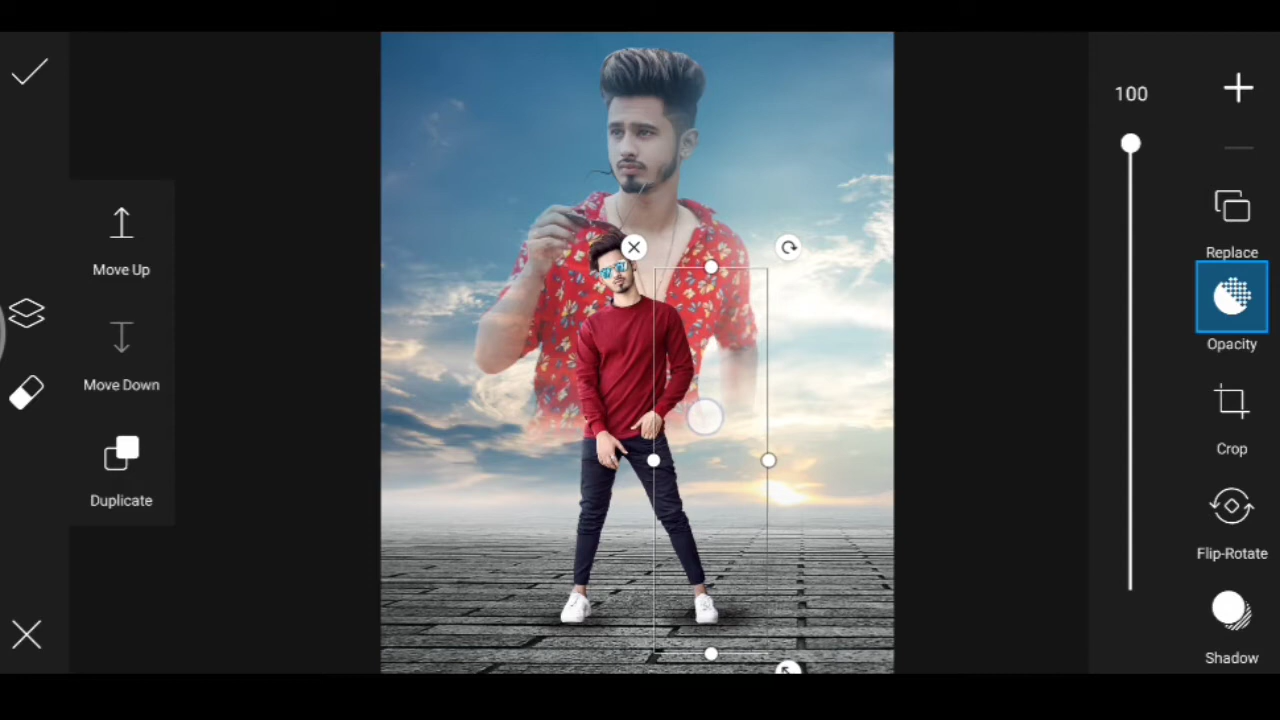 100
Move Up
Move Down
Duplicate
Replace
Opacity
Crop
Flip-Rotate
Shadow